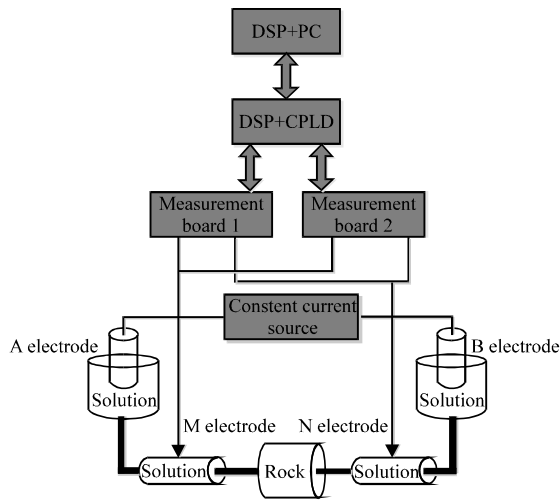 DSP+PC
DSP+CPLD
Measurement
board 1
Measurement
board 2
Constent current
source
A electrode
B electrode
Solution
Solution
M electrode
N electrode
Solution
Rock
Solution